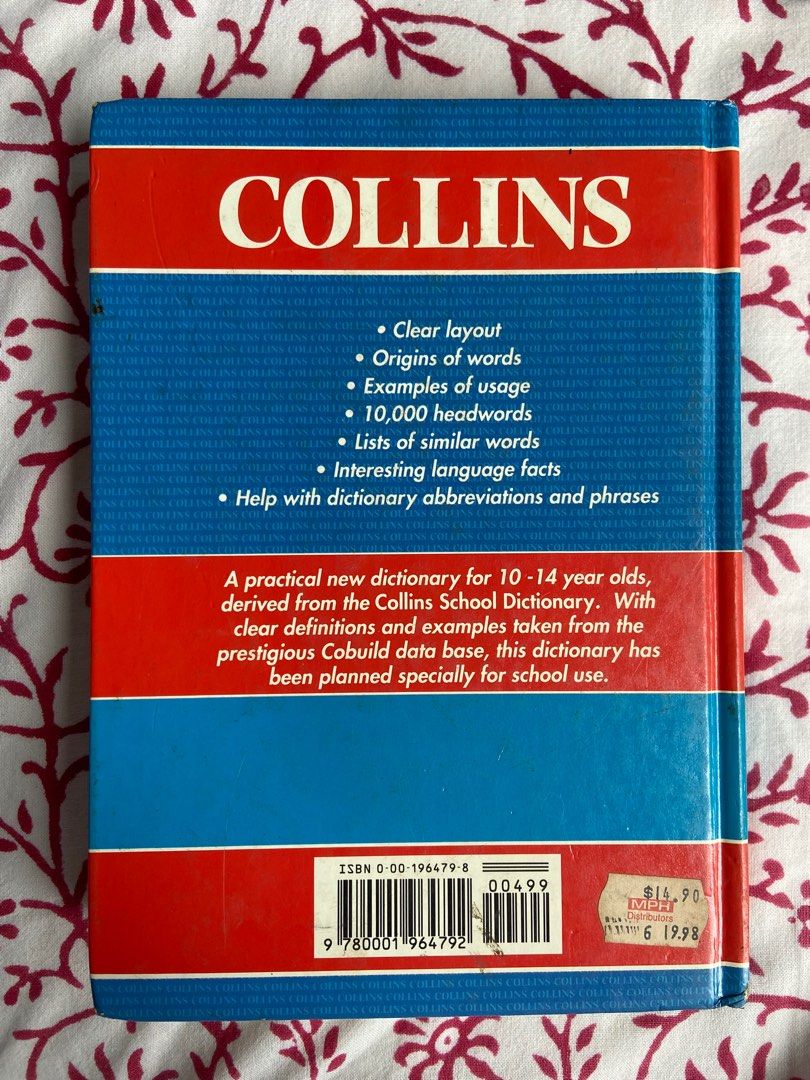 COLLINS
• Clear layout
• Origins of words
• Examples of usage
• 10,000 headwords
• Lists of similar words
• Interesting language facts
• Help with dictionary abbreviations and phrases
A practical new dictionary for 10 -14 year olds,
derived from the Collins School Dictionary. With
clear definitions and examples taken from the
prestigious Cobuild data base, this dictionary has
been planned specially for school use.
ISBN 0-00-196479-8
00499
9 780001 964792
$14.90
MPH
Distributors
6 19.98